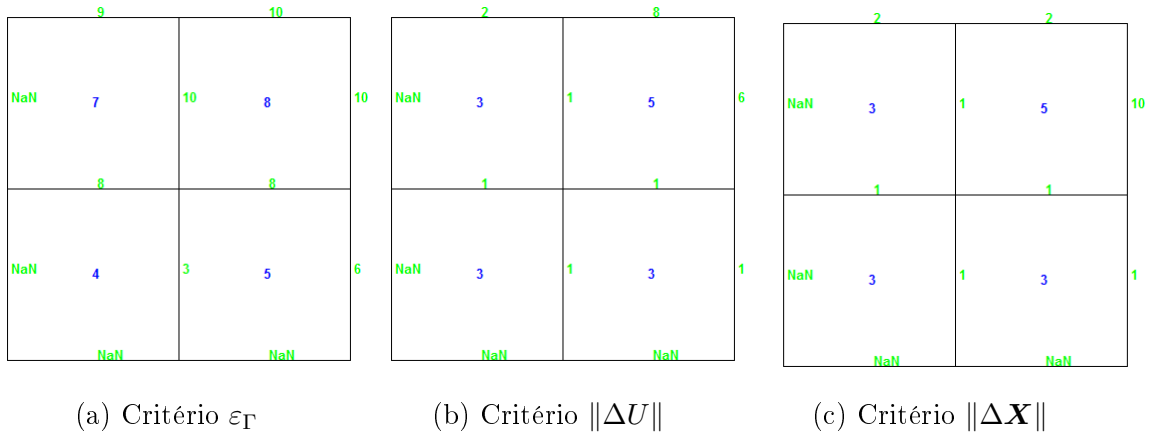 9 10
NaN 7 10 8 10
8 8
NaN 4 3 5 6
NaN NaN
(a) Critério εΓ
2 8
NaN 3 1 5 6
1 1
NaN 3 1 3 1
NaN NaN
(b) Critério ‖ΔU‖
2 2
NaN 3 1 5 10
1 1
NaN 3 1 3 1
NaN NaN
(c) Critério ‖ΔX‖